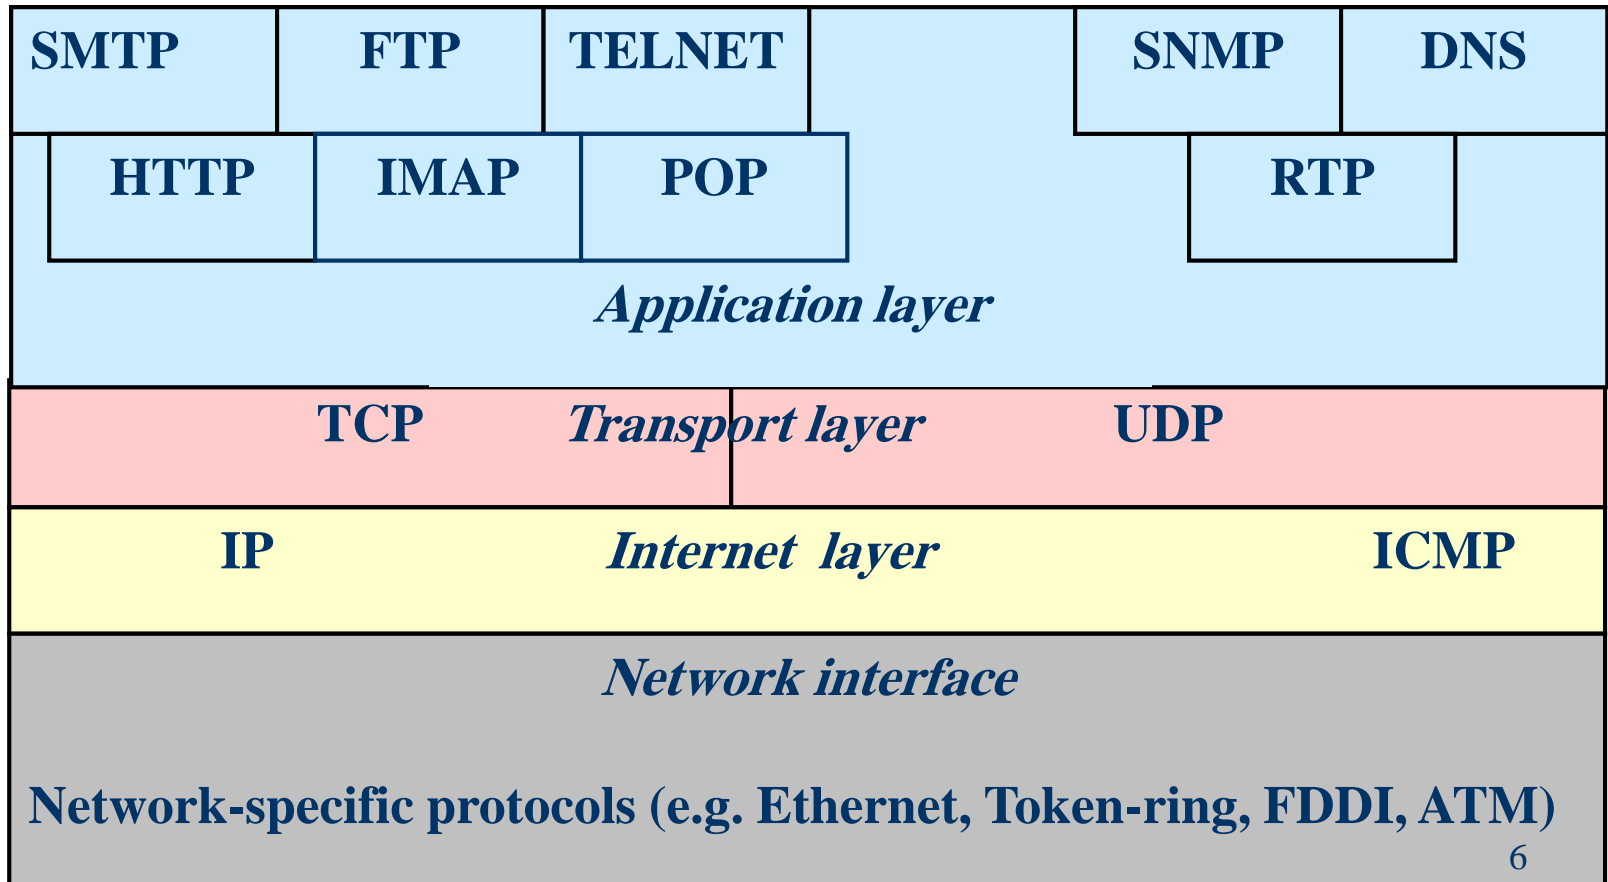 SMTP FTP TELNET SNMP DNS
HTTP IMAP POP RTP
Application layer
TCP Transport layer UDP
IP Internet layer ICMP
Network interface
Network-specific protocols (e.g. Ethernet, Token-ring, FDDI, ATM)
6